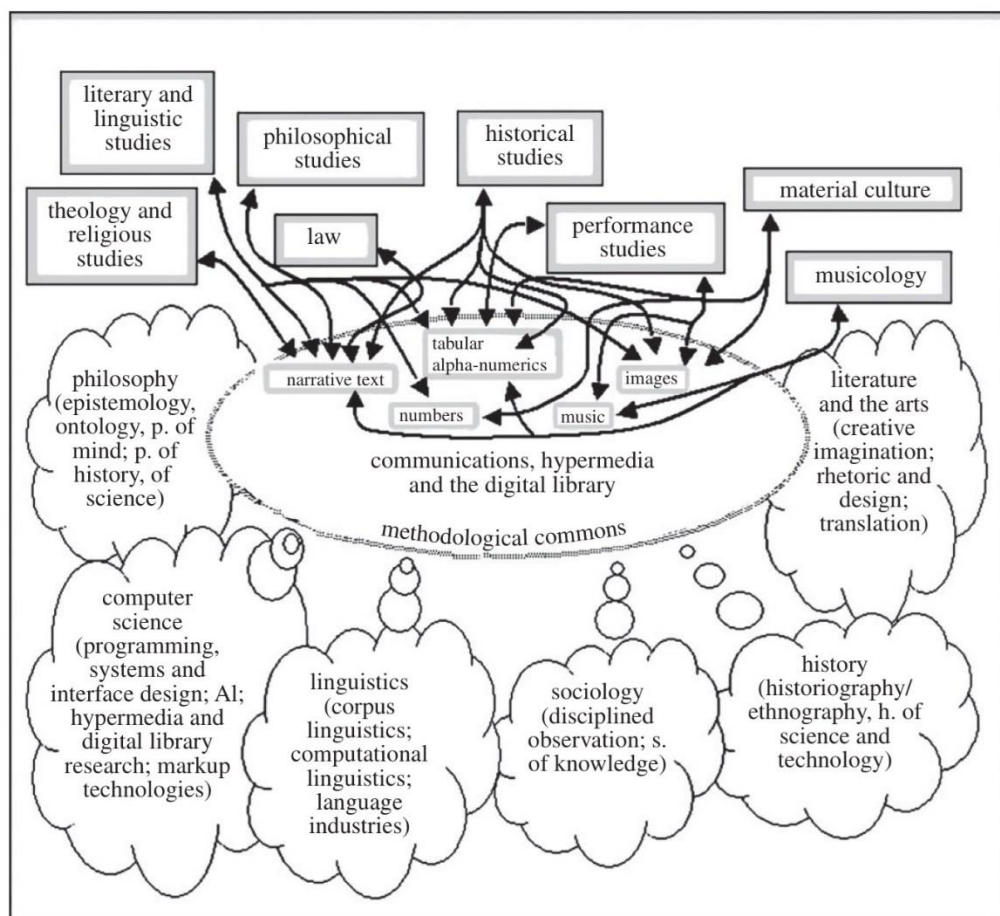 literary and
linguistic
studies
philosophical
studies
historical
studies
material culture
theology and
religious
studies
law
performance
studies
musicology
tabular
alpha-numerics
narrative text
images
numbers
music
communications, hypermedia
and the digital library
methodological commons
philosophy
(epistemology,
ontology, p. of
mind; p. of
history, of
science)
literature
and the arts
(creative
imagination;
rhetoric and
design;
translation)
computer
science
(programming,
systems and
interface design; Al;
hypermedia and
digital library
research; markup
technologies)
linguistics
(corpus
linguistics;
computational
linguistics;
language
industries)
sociology
(disciplined
observation; s.
of knowledge)
history
(historiography/
ethnography, h. of
science and
technology)